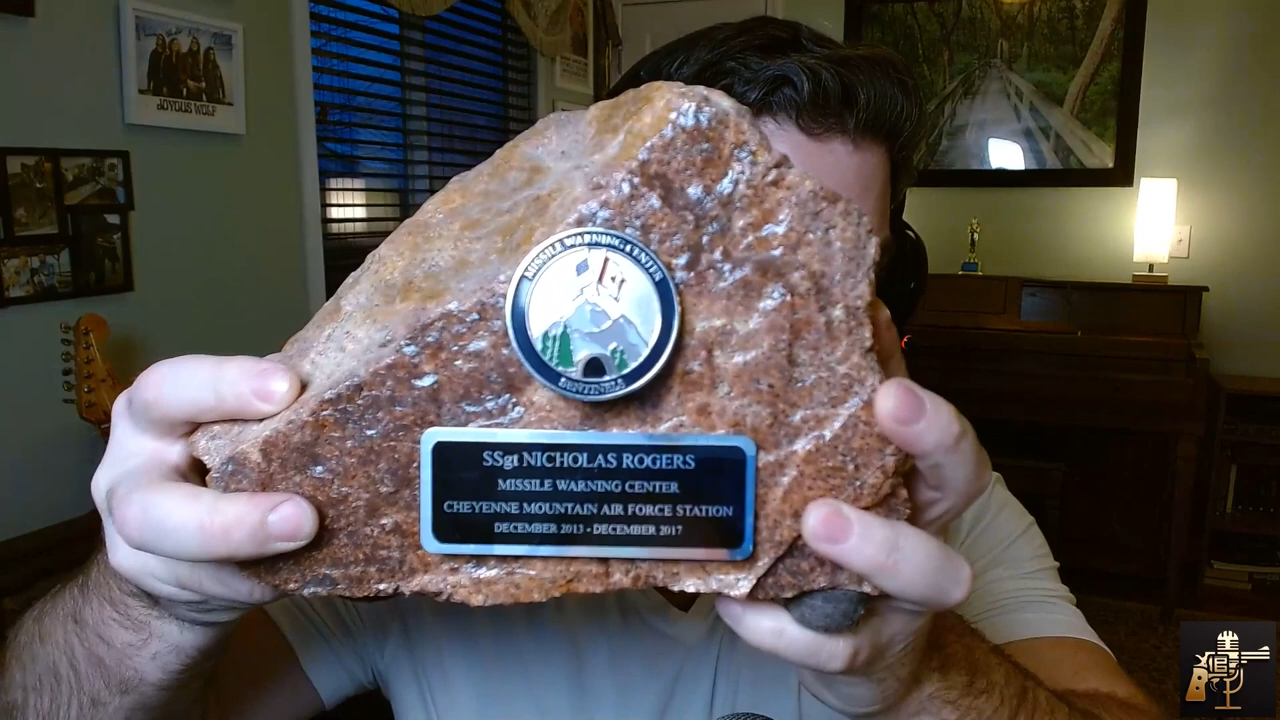 JOYOUS WOLF
MISSILE WARNING CENTER
SENTINELS
SSgt NICHOLAS ROGERS
MISSILE WARNING CENTER
CHEYENNE MOUNTAIN AIR FORCE STATION
DECEMBER 2013 - DECEMBER 2017